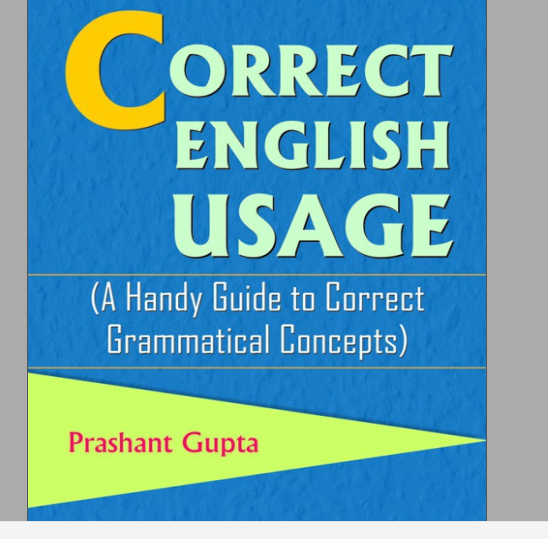 CORRECT
ENGLISH
USAGE
(A Handy Guide to Correct
Grammatical Concepts)
Prashant Gupta